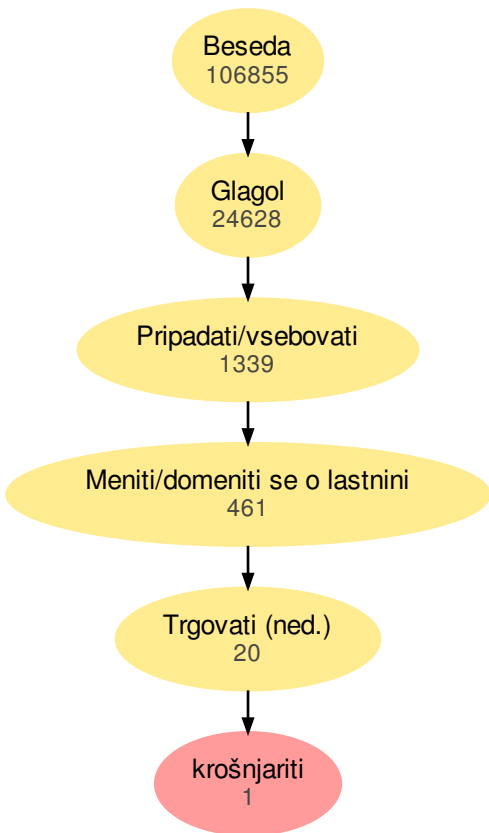 Beseda
106855
Glagol
24628
Pripadati/vsebovati
1339
Meniti/domeniti se o lastnini
461
Trgovati (ned.)
20
krošnjariti
1